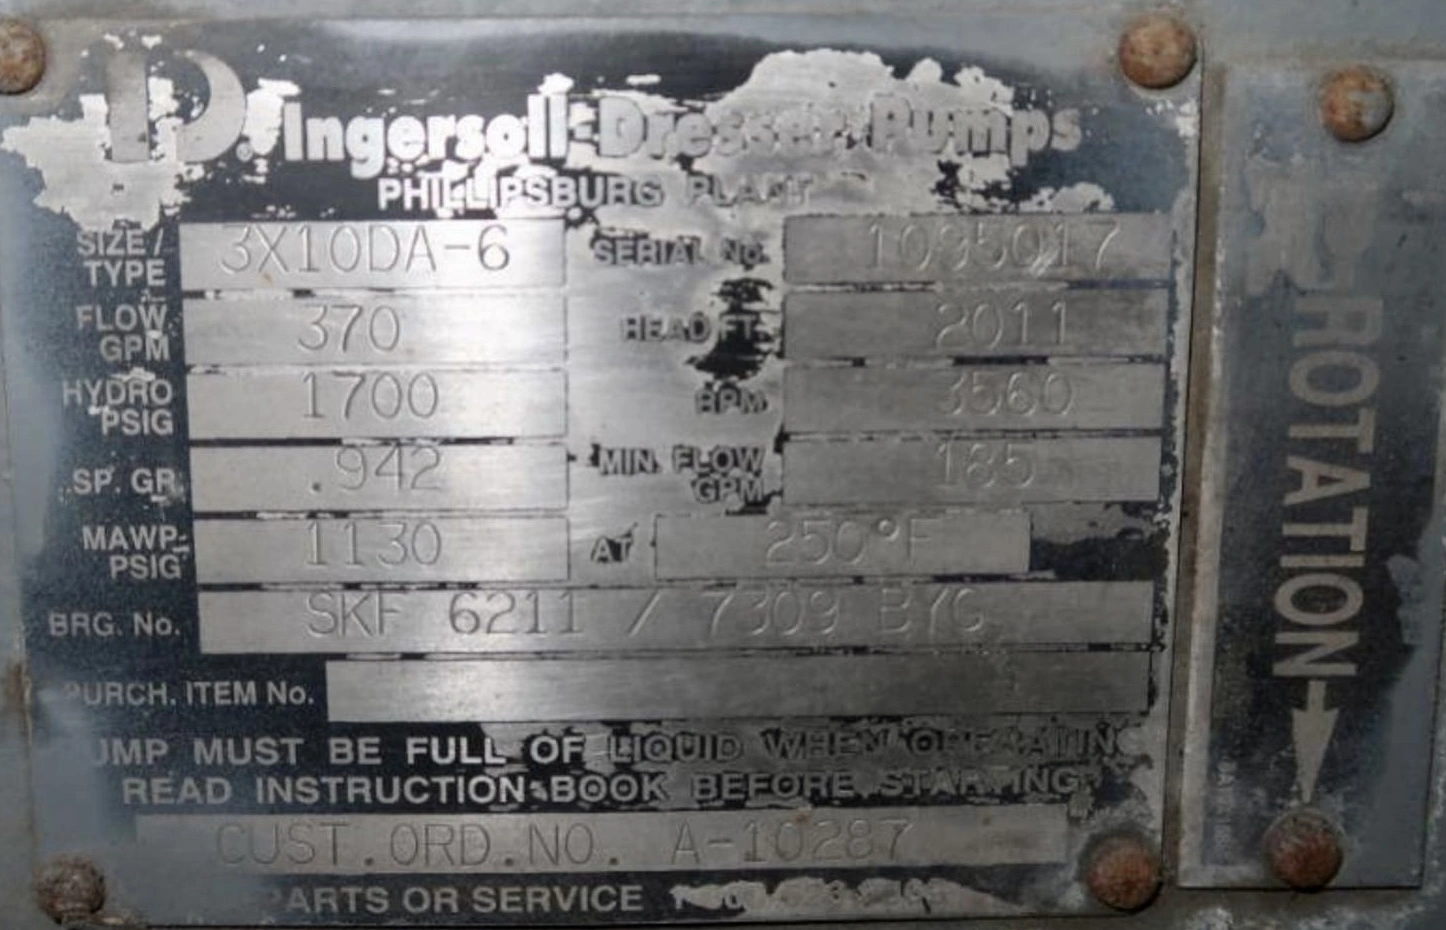 Ingersoll-Dresser Pumps
PHILLIPSBURG PLANT
SIZE / TYPE 3X10DA-6 SERIAL No. 1095017
FLOW GPM 370 HEAD FT. 2011
HYDRO PSIG 1700 RPM 3560
SP. GR. .942 MIN. FLOW GPM 185
MAWP- PSIG 1130 AT 250°F
BRG. No. SKF 6211 / 7309 BYG
PURCH. ITEM No.
PUMP MUST BE FULL OF LIQUID WHEN OPERATING
READ INSTRUCTION BOOK BEFORE STARTING
CUST.ORD.NO. A-10287
PARTS OR SERVICE
ROTATION